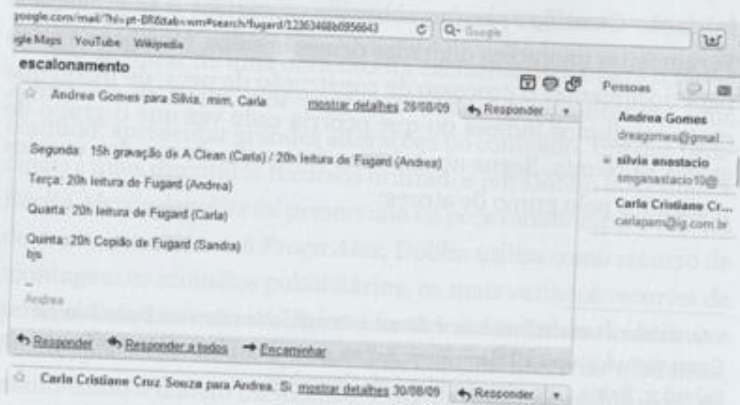 google.com/mail/?hl=pt-BR&tab=wm#search/fugard/12363468b0956643
Google
gle Maps YouTube Wikipedia
escalonamento
Andrea Gomes para Silvia, mim, Carla mostrar detalhes 28/08/09 Responder
Segunda: 15h gravação de A Clean (Carla) / 20h leitura de Fugard (Andrea)
Terça: 20h leitura de Fugard (Andrea)
Quarta: 20h leitura de Fugard (Carla)
Quinta: 20h Copião de Fugard (Sandra)
bjs
--
Andrea
Responder Responder a todos Encaminhar
Carla Cristiane Cruz Souza para Andrea, Si mostrar detalhes 30/08/09 Responder
Pessoas
Andrea Gomes
dreagomes@gmail...
silvia anastacio
smganastacio10@
Carla Cristiane Cr...
carlapam@ig.com.br